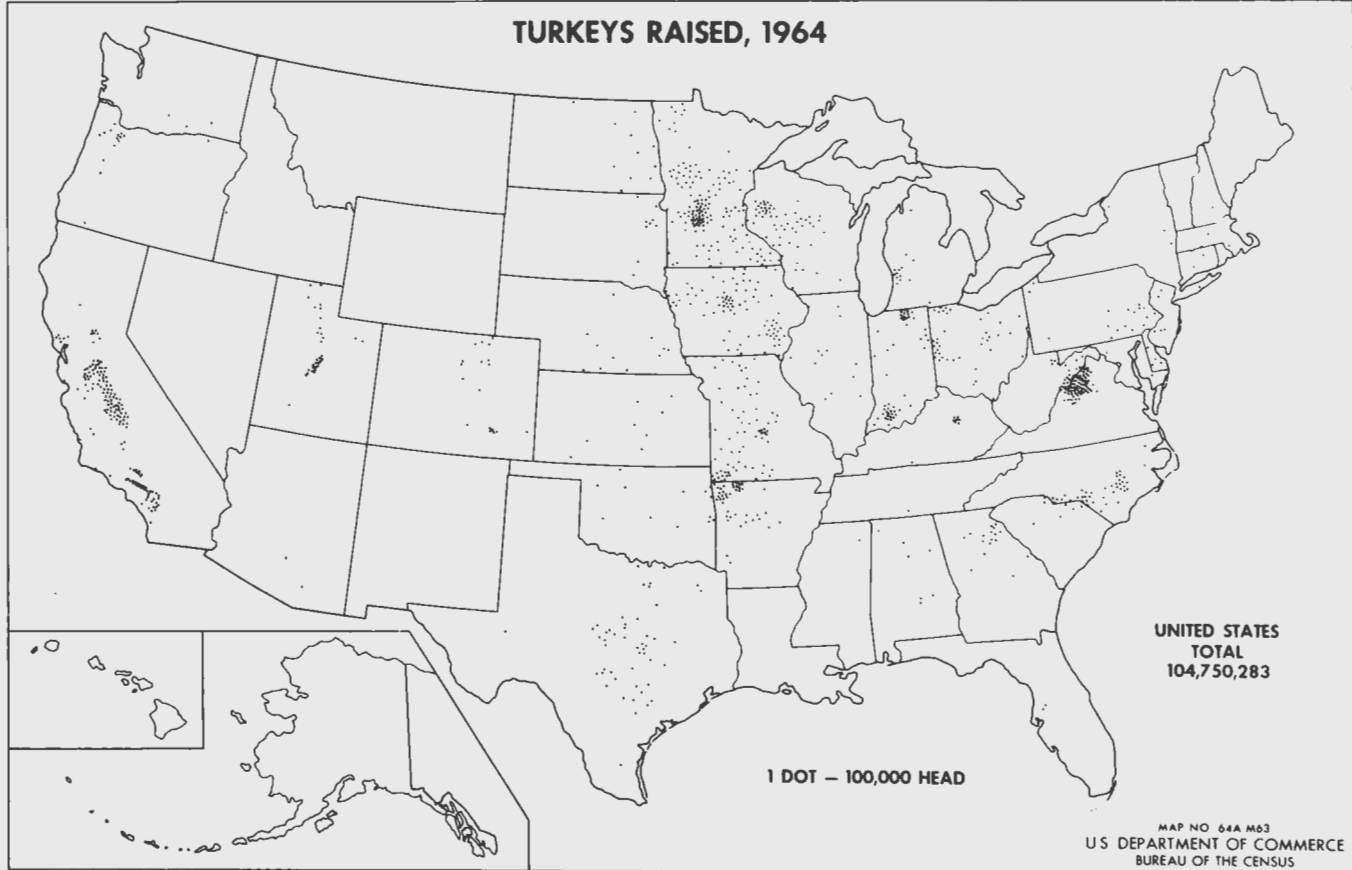 TURKEYS RAISED, 1964
UNITED STATES
TOTAL
104,750,283
1 DOT – 100,000 HEAD
MAP NO 64A M63
U S DEPARTMENT OF COMMERCE
BUREAU OF THE CENSUS